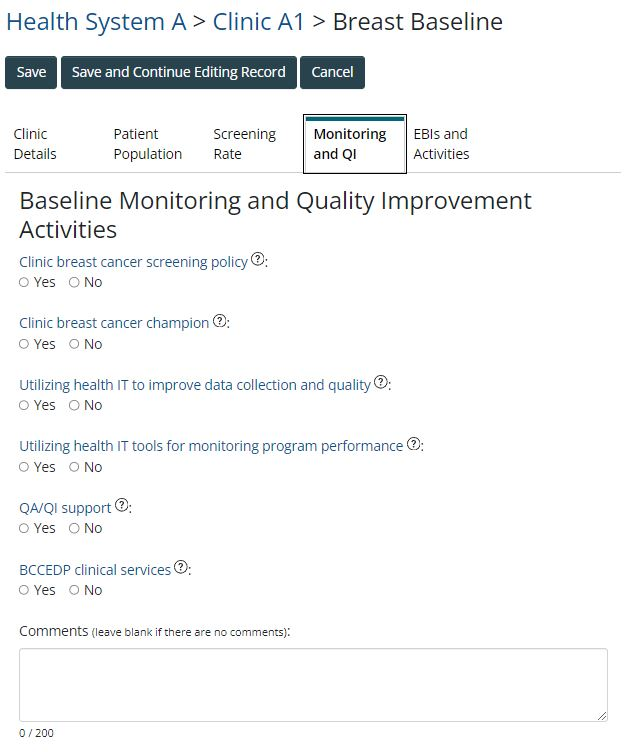 Health System A > Clinic A1 > Breast Baseline
Save Save and Continue Editing Record Cancel
Clinic Details
Patient Population
Screening Rate
Monitoring and QI
EBIs and Activities
Baseline Monitoring and Quality Improvement
Activities
Clinic breast cancer screening policy ?:
Yes No
Clinic breast cancer champion ?:
Yes No
Utilizing health IT to improve data collection and quality ?:
Yes No
Utilizing health IT tools for monitoring program performance ?:
Yes No
QA/QI support ?:
Yes No
BCCEDP clinical services ?:
Yes No
Comments (leave blank if there are no comments):
0 / 200